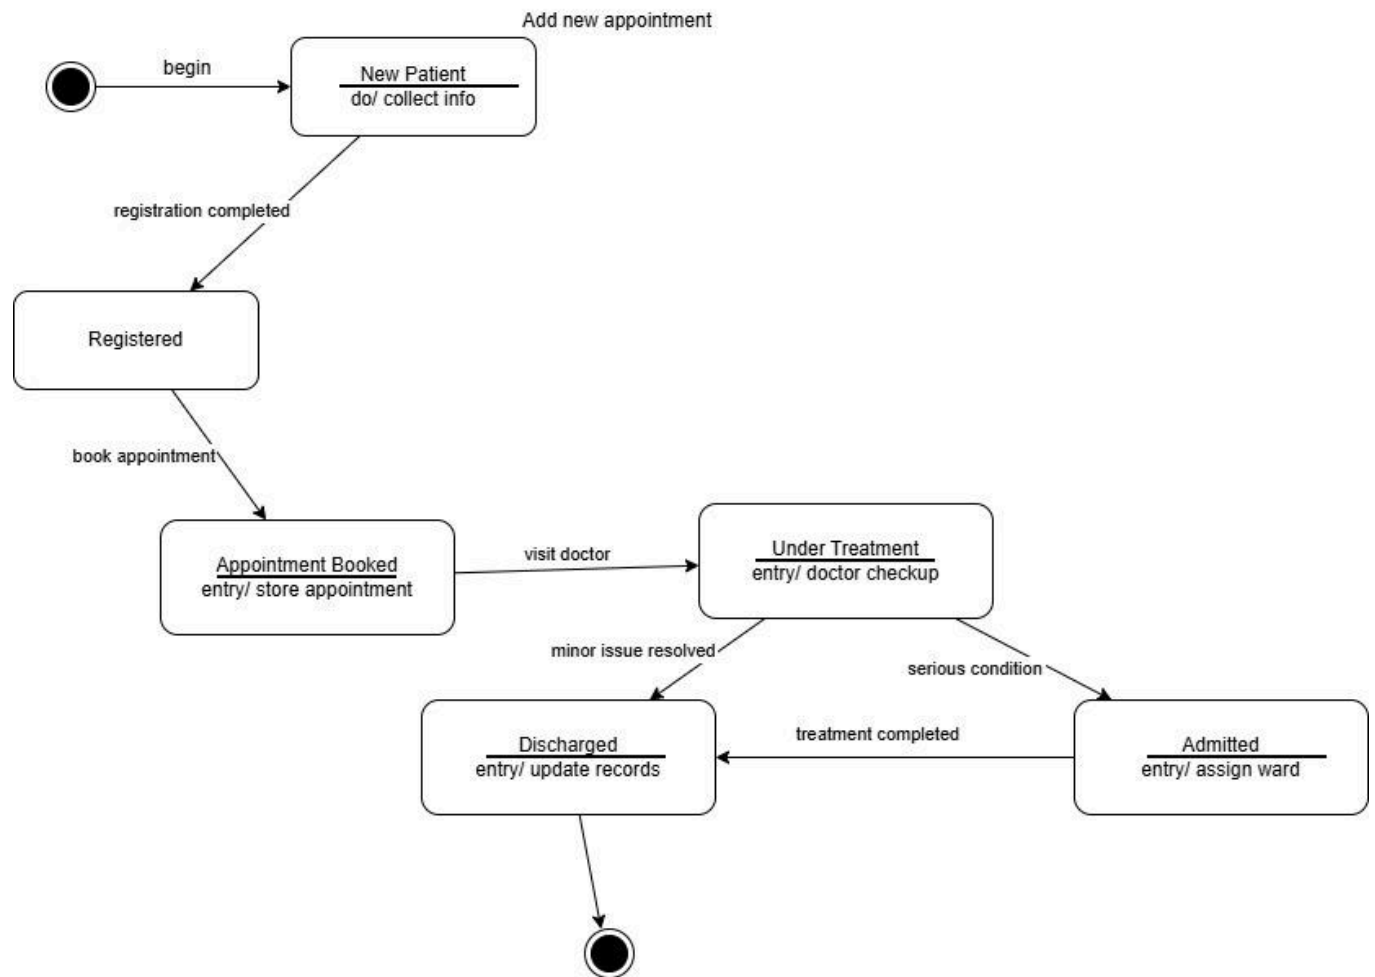 Add new appointment
begin
New Patient
do/ collect info
registration completed
Registered
book appointment
Appointment Booked
entry/ store appointment
visit doctor
Under Treatment
entry/ doctor checkup
minor issue resolved
serious condition
Discharged
entry/ update records
treatment completed
Admitted
entry/ assign ward